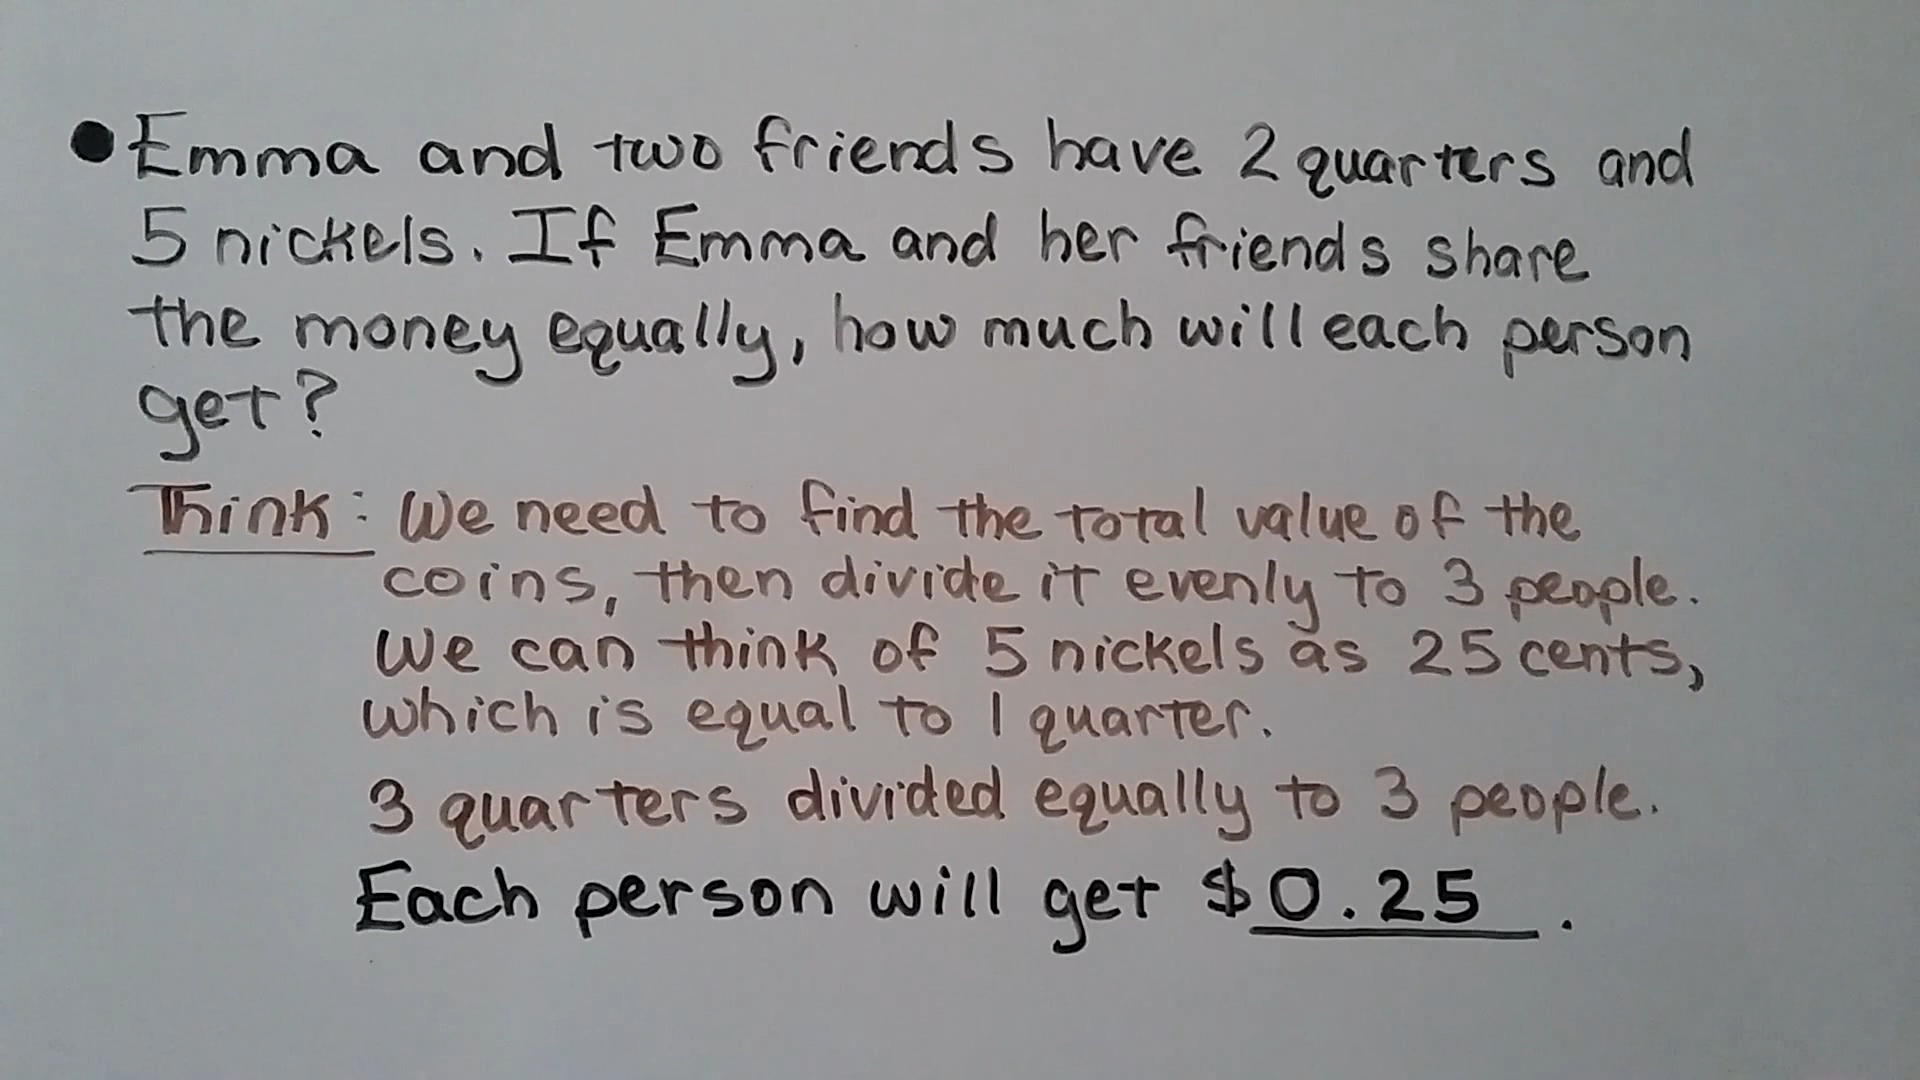 • Emma and two friends have 2 quarters and
5 nickels. If Emma and her friends share
the money equally, how much will each person
get?
Think: We need to find the total value of the
coins, then divide it evenly to 3 people.
We can think of 5 nickels as 25 cents,
which is equal to 1 quarter.
3 quarters divided equally to 3 people.
Each person will get $0.25.